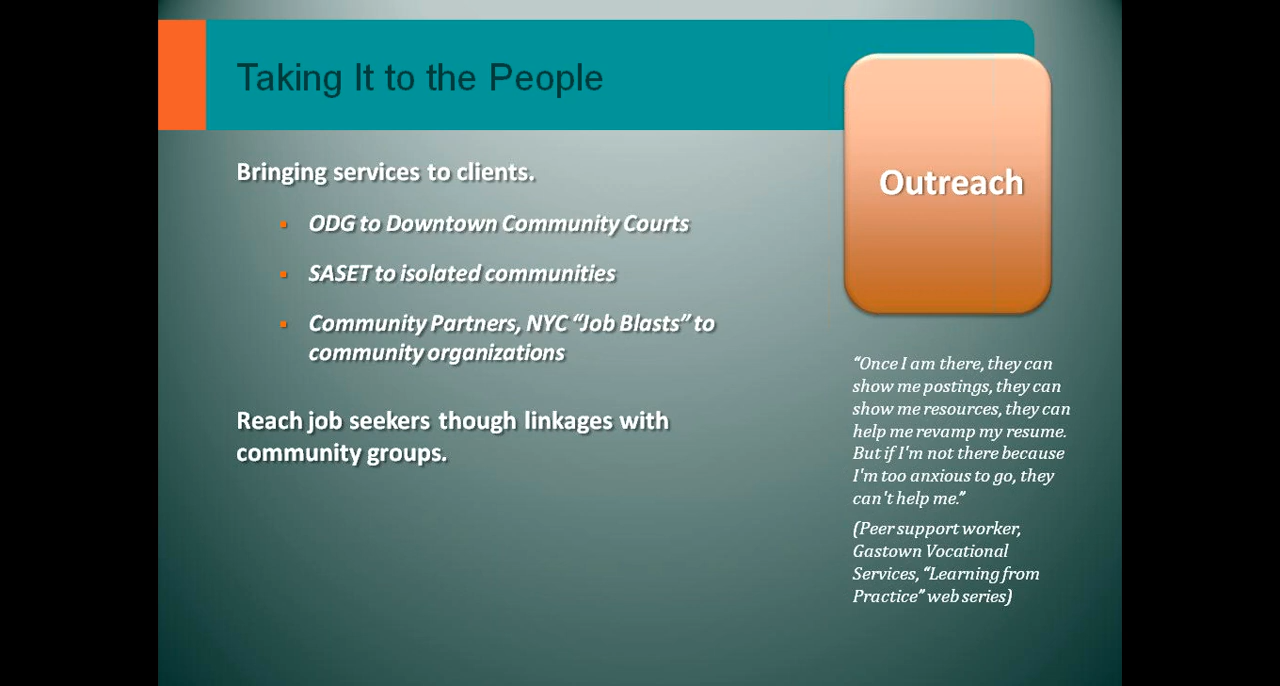 Taking It to the People
Outreach
Bringing services to clients.
ODG to Downtown Community Courts
SASET to isolated communities
Community Partners, NYC “Job Blasts” to
community organizations
Reach job seekers though linkages with
community groups.
“Once I am there, they can
show me postings, they can
show me resources, they can
help me revamp my resume.
But if I'm not there because
I'm too anxious to go, they
can't help me.”
(Peer support worker,
Gastown Vocational
Services, “Learning from
Practice” web series)